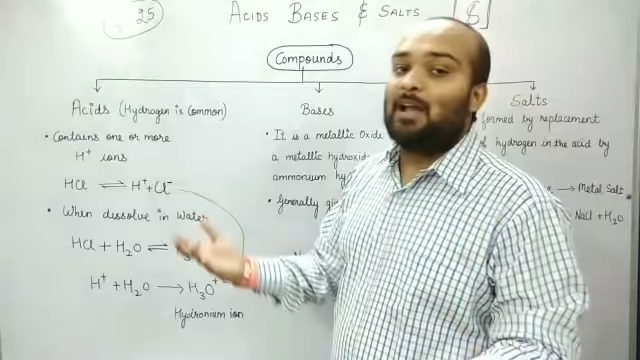 25
Acids Bases & Salts
Compounds
Acids (Hydrogen is common)
• Contains one or more
H⁺ ions
HCl ⇌ H⁺ + Cl⁻
• When dissolve in water
HCl + H₂O ⇌
H⁺ + H₂O ⟶ H₃O⁺
Hydronium ion
Bases
• It is a metallic Oxide
a metallic hydroxid
ammonium hy
• Generally gi
Salts
formed by replacement
of hydrogen in the acid by
→ Metal Salt
NaCl + H₂O